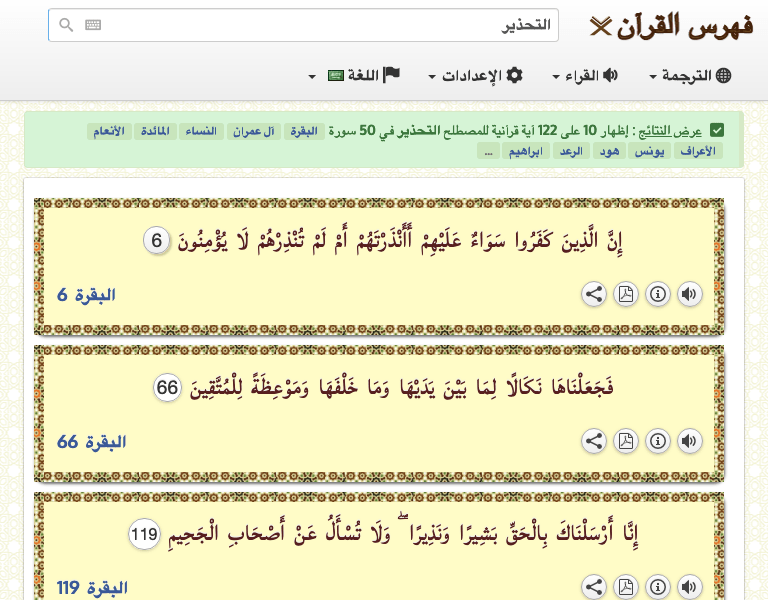 فهرس القرآن
التحذير
الترجمة القراء الإعدادات اللغة
عرض النتائج : إظهار 10 على 122 آية قرآنية للمصطلح التحذير في 50 سورة البقرة آل عمران النساء المائدة الأنعام
الأعراف يونس هود الرعد ابراهيم ...
إِنَّ الَّذِينَ كَفَرُوا سَوَاءٌ عَلَيْهِمْ أَأَنْذَرْتَهُمْ أَمْ لَمْ تُنْذِرْهُمْ لَا يُؤْمِنُونَ 6
البقرة 6
فَجَعَلْنَاهَا نَكَالًا لِمَا بَيْنَ يَدَيْهَا وَمَا خَلْفَهَا وَمَوْعِظَةً لِلْمُتَّقِينَ 66
البقرة 66
إِنَّا أَرْسَلْنَاكَ بِالْحَقِّ بَشِيرًا وَنَذِيرًا ۖ وَلَا تُسْأَلُ عَنْ أَصْحَابِ الْجَحِيمِ 119
البقرة 119